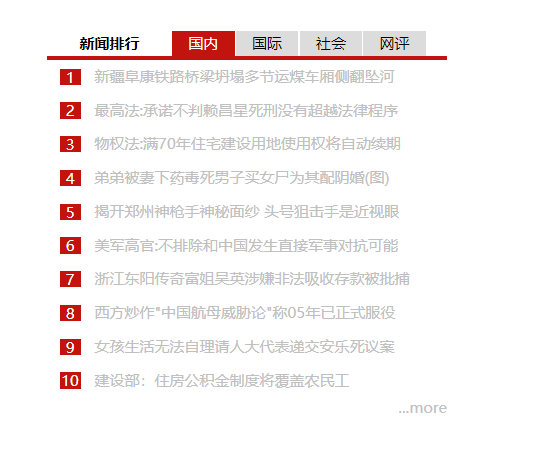 新闻排行 国内 国际 社会 网评
1 新疆阜康铁路桥梁坍塌多节运煤车厢侧翻坠河
2 最高法:承诺不判赖昌星死刑没有超越法律程序
3 物权法:满70年住宅建设用地使用权将自动续期
4 弟弟被妻下药毒死男子买女尸为其配阴婚(图)
5 揭开郑州神枪手神秘面纱 头号狙击手是近视眼
6 美军高官:不排除和中国发生直接军事对抗可能
7 浙江东阳传奇富姐吴英涉嫌非法吸收存款被批捕
8 西方炒作"中国航母威胁论"称05年已正式服役
9 女孩生活无法自理请人大代表递交安乐死议案
10 建设部：住房公积金制度将覆盖农民工
...more